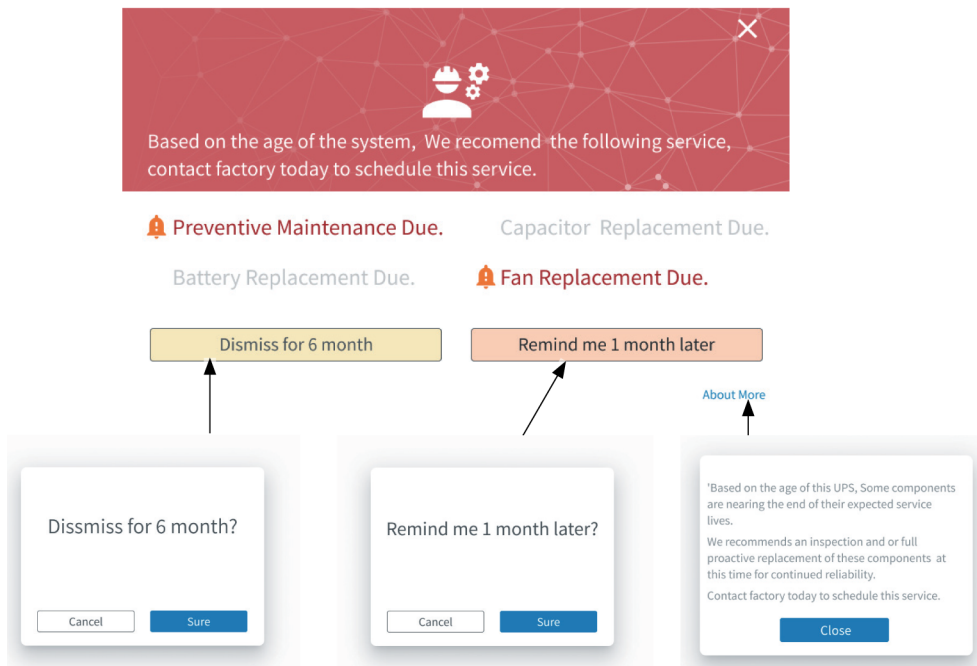 Based on the age of the system, We recomend the following service,
contact factory today to schedule this service.
Preventive Maintenance Due.
Capacitor Replacement Due.
Battery Replacement Due.
Fan Replacement Due.
Dismiss for 6 month
Remind me 1 month later
About More
Dissmiss for 6 month?
Cancel
Sure
Remind me 1 month later?
Cancel
Sure
'Based on the age of this UPS, Some components
are nearing the end of their expected service
lives.
We recommends an inspection and or full
proactive replacement of these components at
this time for continued reliability.
Contact factory today to schedule this service.
Close